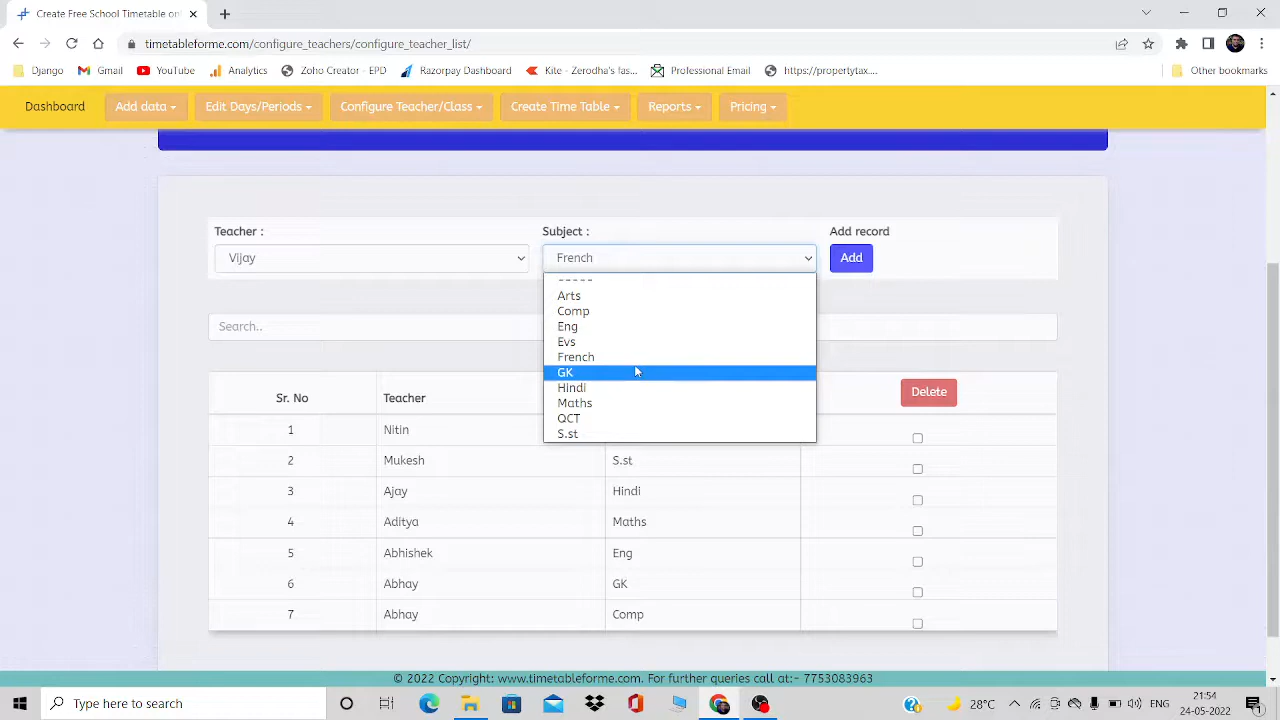 Create Free School Timetable on
timetableforme.com/configure_teachers/configure_teacher_list/
Django Gmail YouTube Analytics Zoho Creator - EPD Razorpay Dashboard Kite - Zerodha's fas... Professional Email https://propertytax.... Other bookmarks
Dashboard Add data Edit Days/Periods Configure Teacher/Class Create Time Table Reports Pricing
Teacher : Subject : Add record
Vijay French Add
-----
Arts
Comp
Search.. Eng
Evs
French
GK
Hindi
Sr. No Teacher Maths Delete
QCT
1 Nitin S.st
2 Mukesh S.st
3 Ajay Hindi
4 Aditya Maths
5 Abhishek Eng
6 Abhay GK
7 Abhay Comp
© 2022 Copyright: www.timetableforme.com. For further queries call at:- 7753083963
Type here to search 28°C ENG 21:54
24-05-2022 1